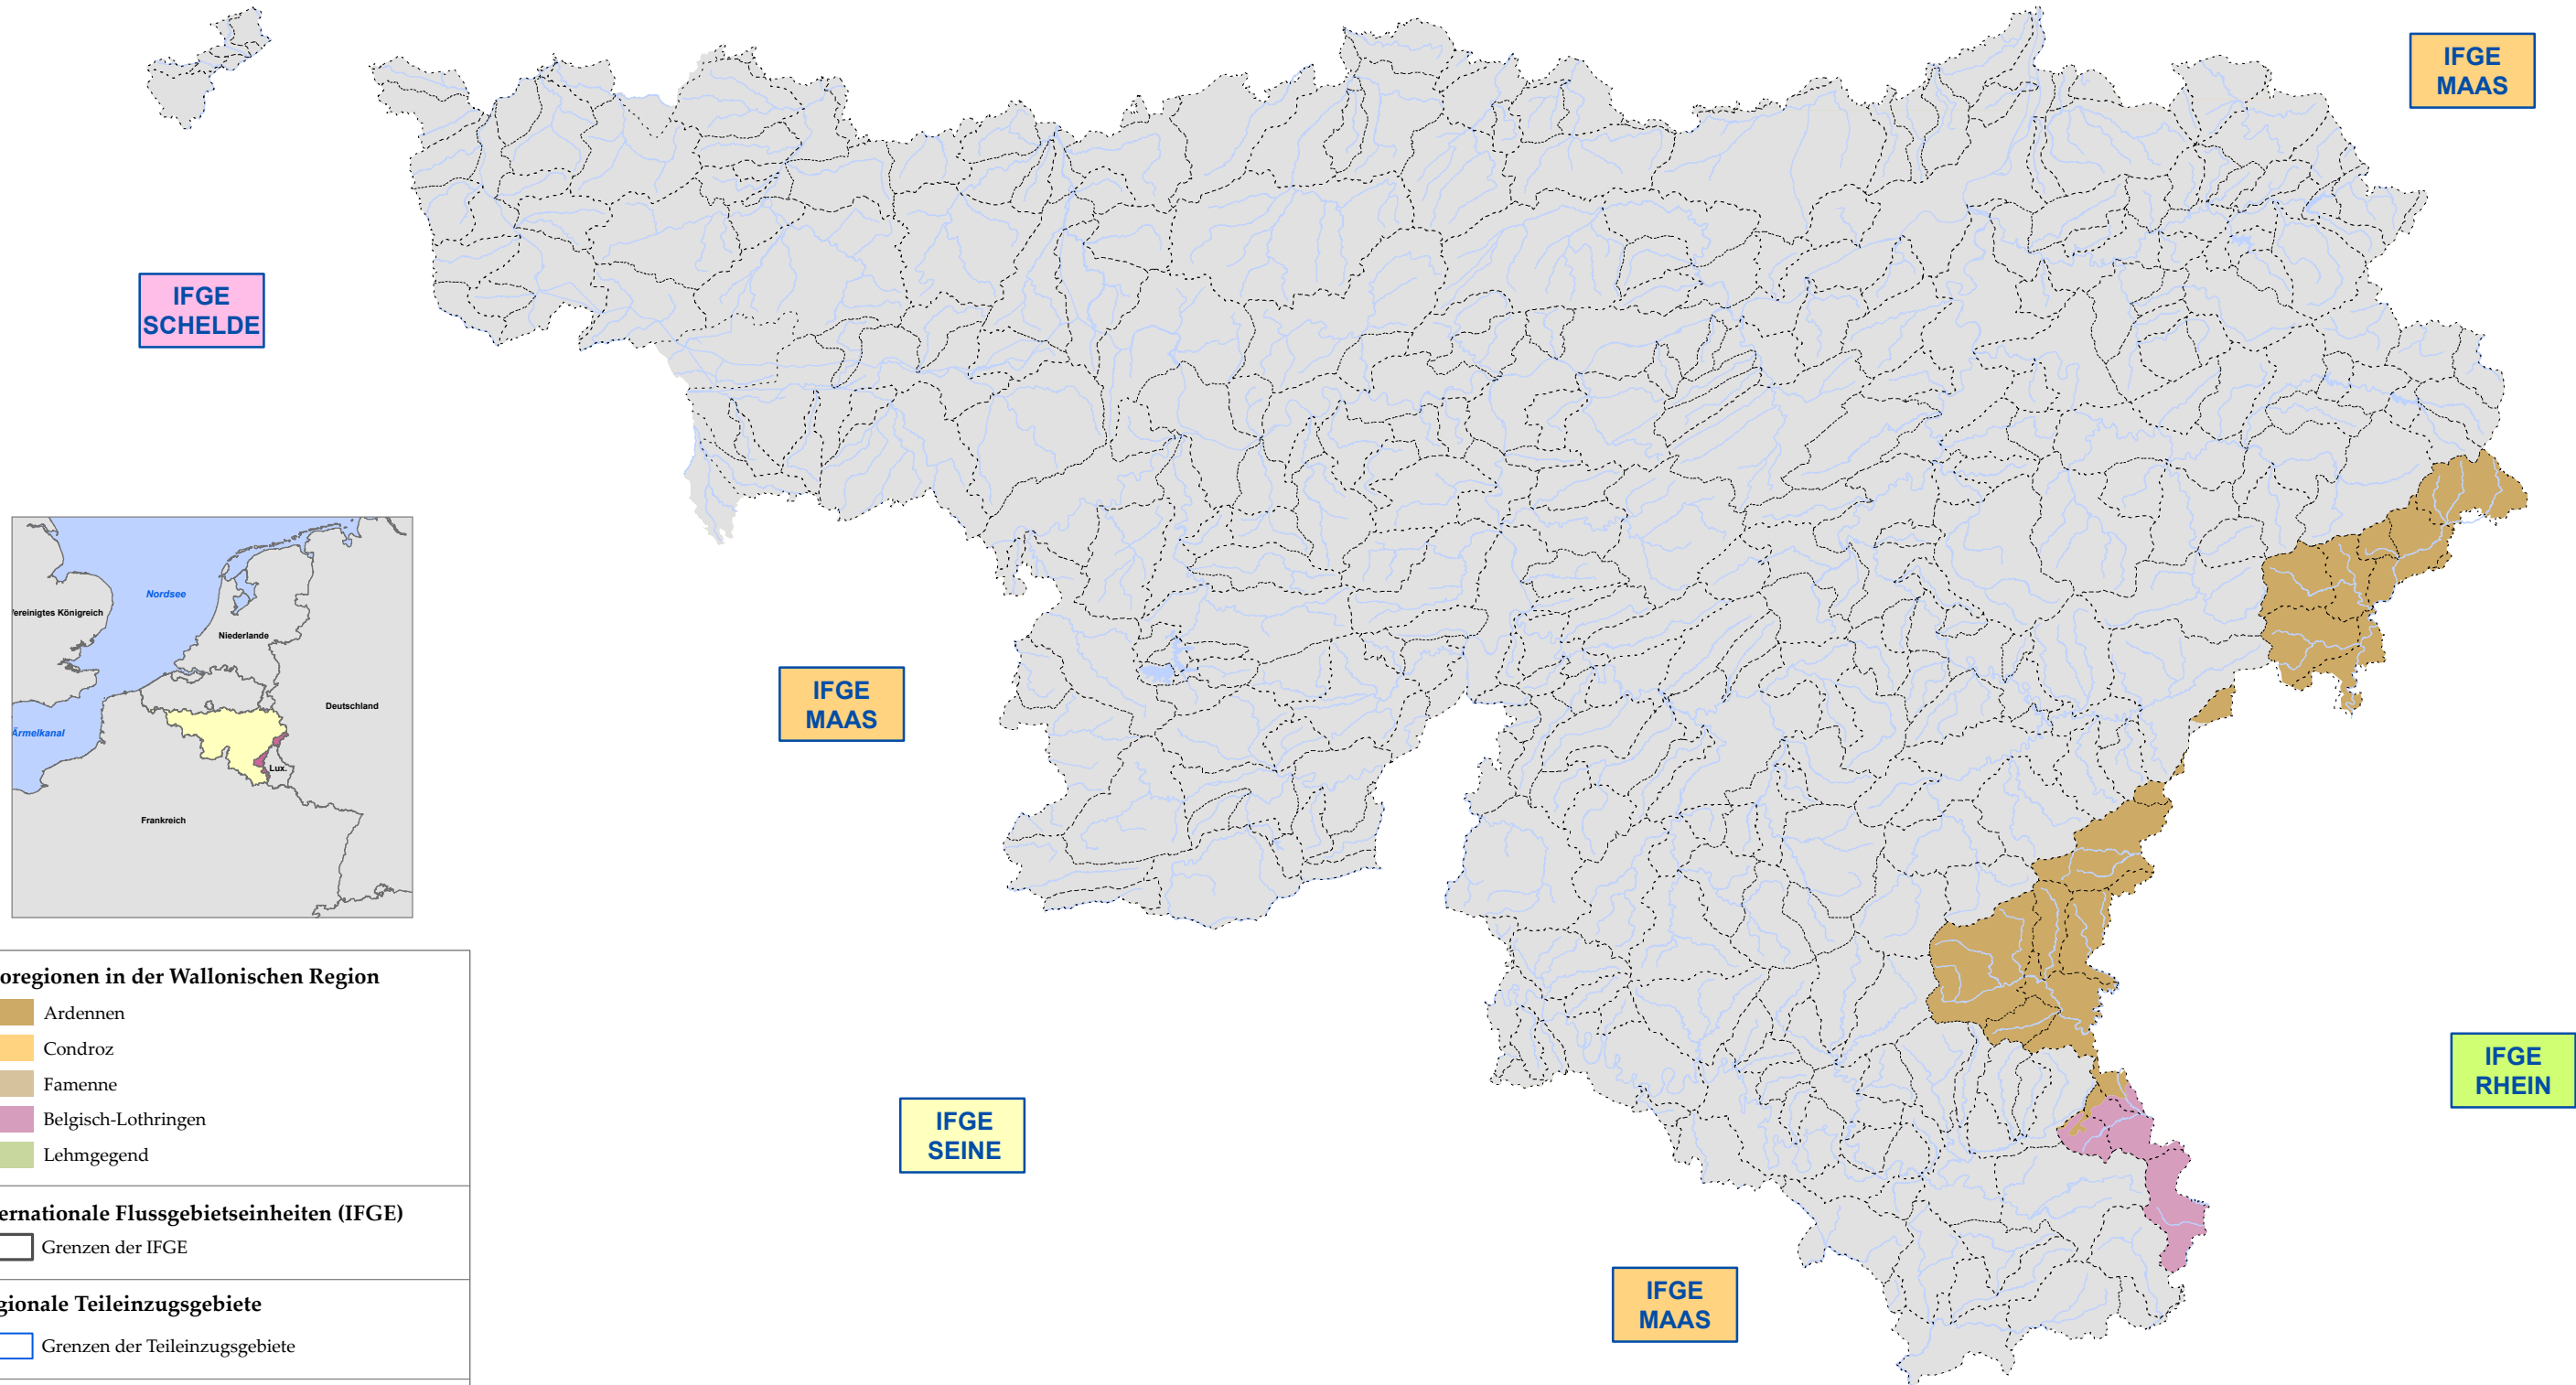 IFGE
MAAS
IFGE
SCHELDE
Nordsee
Vereinigtes Königreich
Niederlande
Deutschland
Ärmelkanal
Lux.
Frankreich
IFGE
MAAS
oregionen in der Wallonischen Region
Ardennen
Condroz
Famenne
Belgisch-Lothringen
Lehmgegend
ernationale Flussgebietseinheiten (IFGE)
Grenzen der IFGE
gionale Teileinzugsgebiete
Grenzen der Teileinzugsgebiete
IFGE
SEINE
IFGE
RHEIN
IFGE
MAAS